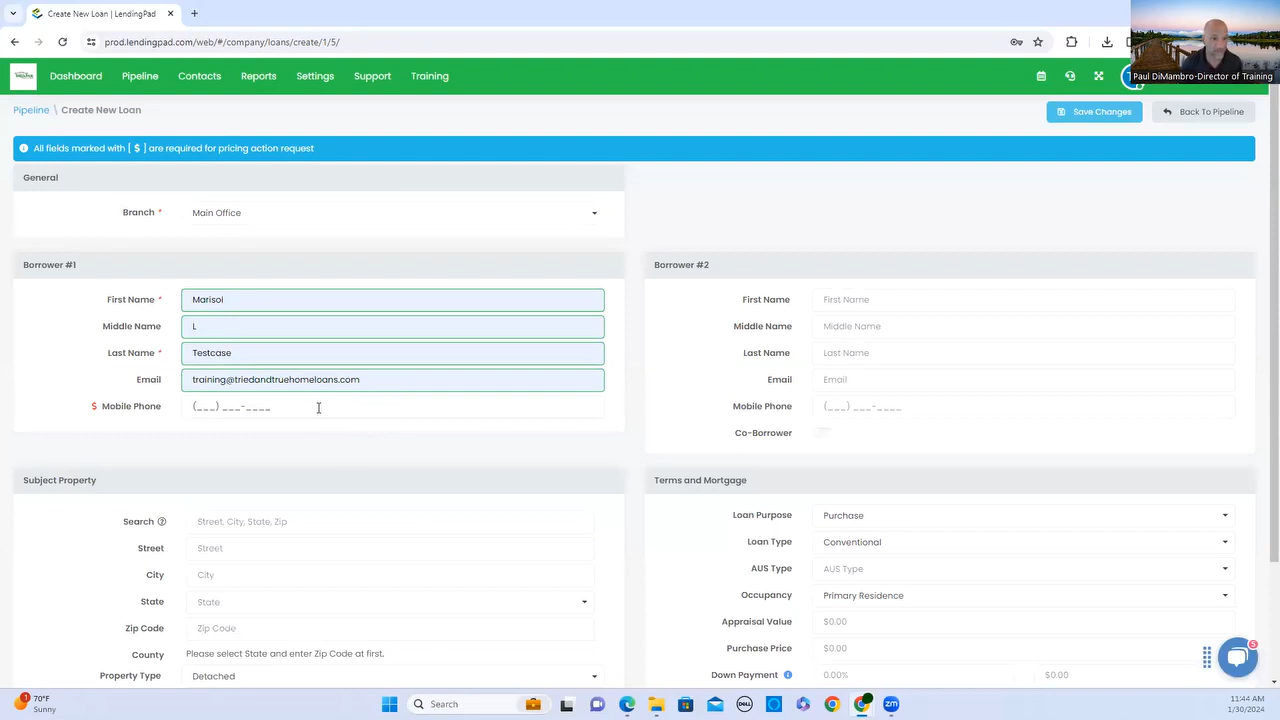 Create New Loan | LendingPad
prod.lendingpad.com/web/#/company/loans/create/1/5/
Paul DiMambro-Director of Training
Dashboard Pipeline Contacts Reports Settings Support Training
Pipeline \ Create New Loan
Save Changes
Back To Pipeline
All fields marked with [ $ ] are required for pricing action request
General
Branch *
Main Office
Borrower #1
First Name *
Marisol
Middle Name
L
Last Name *
Testcase
Email
training@triedandtruehomeloans.com
$ Mobile Phone
(___) ___-____
Borrower #2
First Name
First Name
Middle Name
Middle Name
Last Name
Last Name
Email
Email
Mobile Phone
(___) ___-____
Co-Borrower
Subject Property
Search
Street, City, State, Zip
Street
Street
City
City
State
State
Zip Code
Zip Code
County
Please select State and enter Zip Code at first.
Property Type
Detached
Terms and Mortgage
Loan Purpose
Purchase
Loan Type
Conventional
AUS Type
AUS Type
Occupancy
Primary Residence
Appraisal Value
$0.00
Purchase Price
$0.00
Down Payment
0.00%
$0.00
5
1
70°F
Sunny
Search
DELL
11:44 AM
1/30/2024